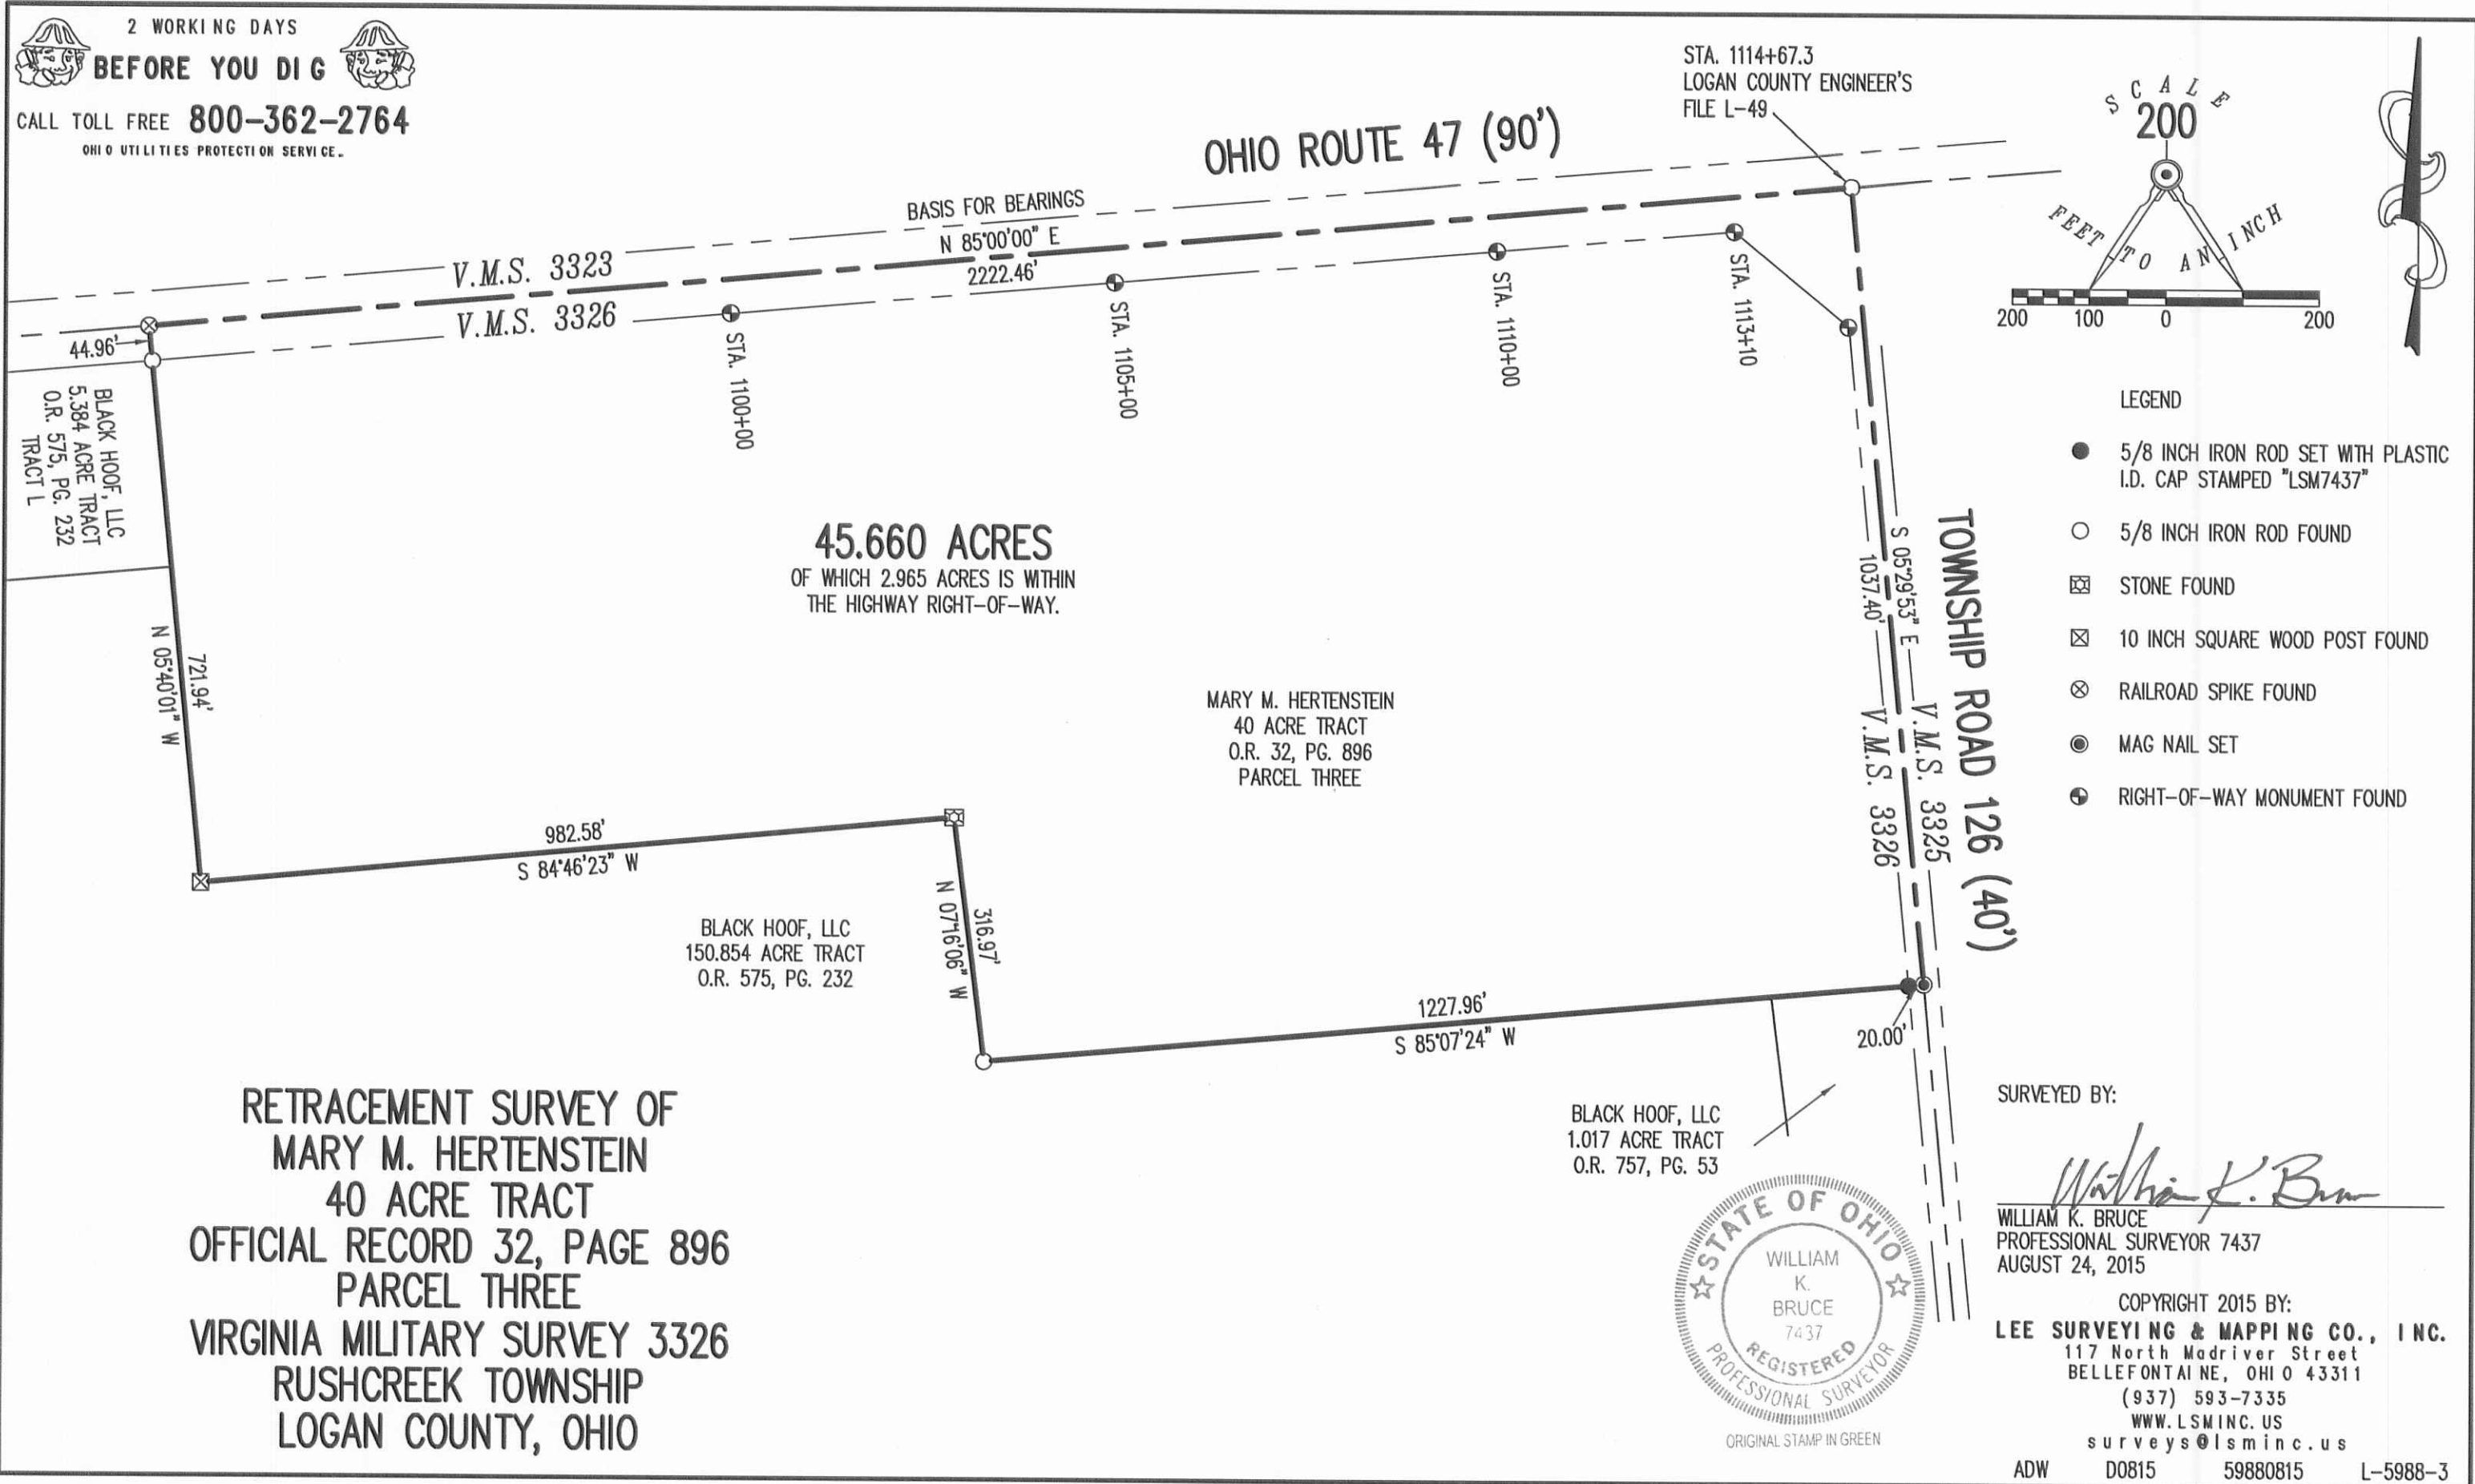 2 WORKING DAYS
BEFORE YOU DIG
CALL TOLL FREE 800-362-2764
OHIO UTILITIES PROTECTION SERVICE.
STA. 1114+67.3
LOGAN COUNTY ENGINEER'S
FILE L-49
OHIO ROUTE 47 (90')
BASIS FOR BEARINGS
N 85°00'00" E
2222.46'
V.M.S. 3323
V.M.S. 3326
44.96'
STA. 1100+00
STA. 1105+00
STA. 1110+00
STA. 1113+10
SCALE
200
FEET TO AN INCH
200 100 0 200
BLACK HOOF, LLC
5.384 ACRE TRACT
O.R. 575, PG. 232
TRACT L
721.94'
N 05°40'01" W
45.660 ACRES
OF WHICH 2.965 ACRES IS WITHIN
THE HIGHWAY RIGHT-OF-WAY.
MARY M. HERTENSTEIN
40 ACRE TRACT
O.R. 32, PG. 896
PARCEL THREE
S 05°29'53" E
1037.40'
V.M.S. 3325
V.M.S. 3326
TOWNSHIP ROAD 126 (40')
LEGEND
5/8 INCH IRON ROD SET WITH PLASTIC
I.D. CAP STAMPED "LSM7437"
5/8 INCH IRON ROD FOUND
STONE FOUND
10 INCH SQUARE WOOD POST FOUND
RAILROAD SPIKE FOUND
MAG NAIL SET
RIGHT-OF-WAY MONUMENT FOUND
982.58'
S 84°46'23" W
316.97'
N 07°16'06" W
BLACK HOOF, LLC
150.854 ACRE TRACT
O.R. 575, PG. 232
1227.96'
S 85°07'24" W
20.00'
BLACK HOOF, LLC
1.017 ACRE TRACT
O.R. 757, PG. 53
RETRACEMENT SURVEY OF
MARY M. HERTENSTEIN
40 ACRE TRACT
OFFICIAL RECORD 32, PAGE 896
PARCEL THREE
VIRGINIA MILITARY SURVEY 3326
RUSHCREEK TOWNSHIP
LOGAN COUNTY, OHIO
STATE OF OHIO
WILLIAM
K.
BRUCE
7437
REGISTERED
PROFESSIONAL SURVEYOR
ORIGINAL STAMP IN GREEN
SURVEYED BY:
William K. Bruce
WILLIAM K. BRUCE
PROFESSIONAL SURVEYOR 7437
AUGUST 24, 2015
COPYRIGHT 2015 BY:
LEE SURVEYING & MAPPING CO., INC.
117 North Madriver Street
BELLEFONTAINE, OHIO 43311
(937) 593-7335
WWW.LSMINC.US
surveys@lsminc.us
ADW D0815 59880815 L-5988-3